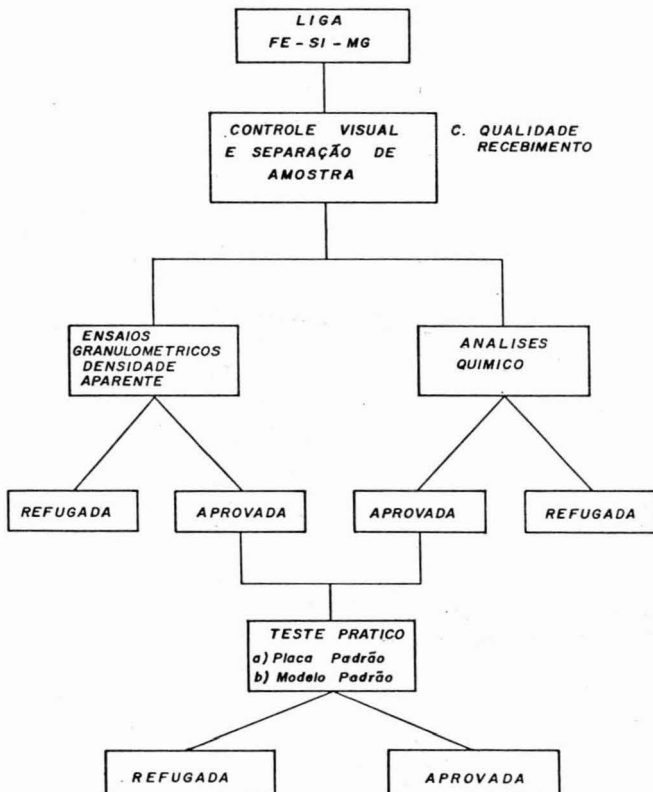 LIGA
FE - SI - MG
CONTROLE VISUAL
E SEPARAÇÃO DE
AMOSTRA
C. QUALIDADE
RECEBIMENTO
ENSAIOS
GRANULOMETRICOS
DENSIDADE
APARENTE
ANALISES
QUIMICO
REFUGADA
APROVADA
APROVADA
REFUGADA
TESTE PRATICO
a) Placa Padrão
b) Modelo Padrão
REFUGADA
APROVADA